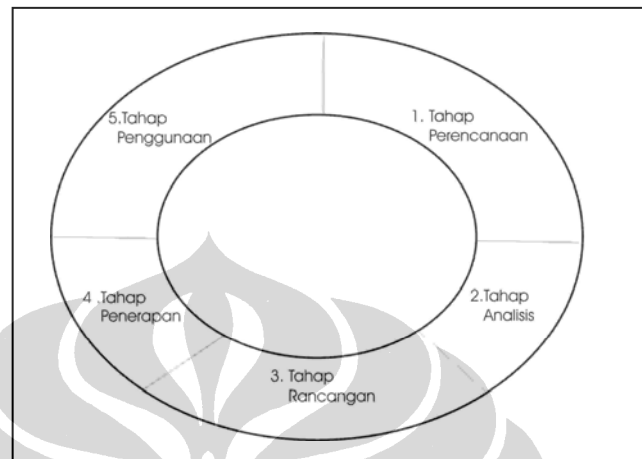 1. Tahap
Perencanaan
2.Tahap
Analisis
3. Tahap
Rancangan
4 .Tahap
Penerapan
5.Tahap
Penggunaan